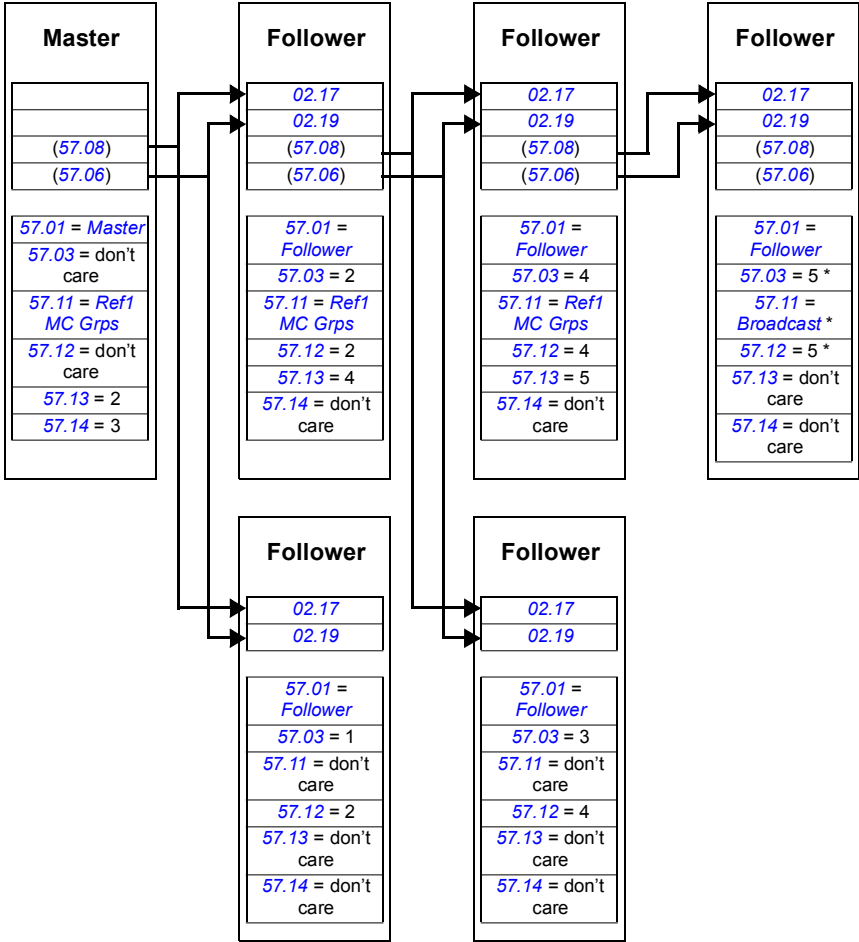 Master
(57.08)
(57.06)
57.01 = Master
57.03 = don't
care
57.11 = Ref1
MC Grps
57.12 = don't
care
57.13 = 2
57.14 = 3
Follower
02.17
02.19
(57.08)
(57.06)
57.01 =
Follower
57.03 = 2
57.11 = Ref1
MC Grps
57.12 = 2
57.13 = 4
57.14 = don't
care
Follower
02.17
02.19
(57.08)
(57.06)
57.01 =
Follower
57.03 = 4
57.11 = Ref1
MC Grps
57.12 = 4
57.13 = 5
57.14 = don't
care
Follower
02.17
02.19
(57.08)
(57.06)
57.01 =
Follower
57.03 = 5 *
57.11 =
Broadcast *
57.12 = 5 *
57.13 = don't
care
57.14 = don't
care
Follower
02.17
02.19
57.01 =
Follower
57.03 = 1
57.11 = don't
care
57.12 = 2
57.13 = don't
care
57.14 = don't
care
Follower
02.17
02.19
57.01 =
Follower
57.03 = 3
57.11 = don't
care
57.12 = 4
57.13 = don't
care
57.14 = don't
care